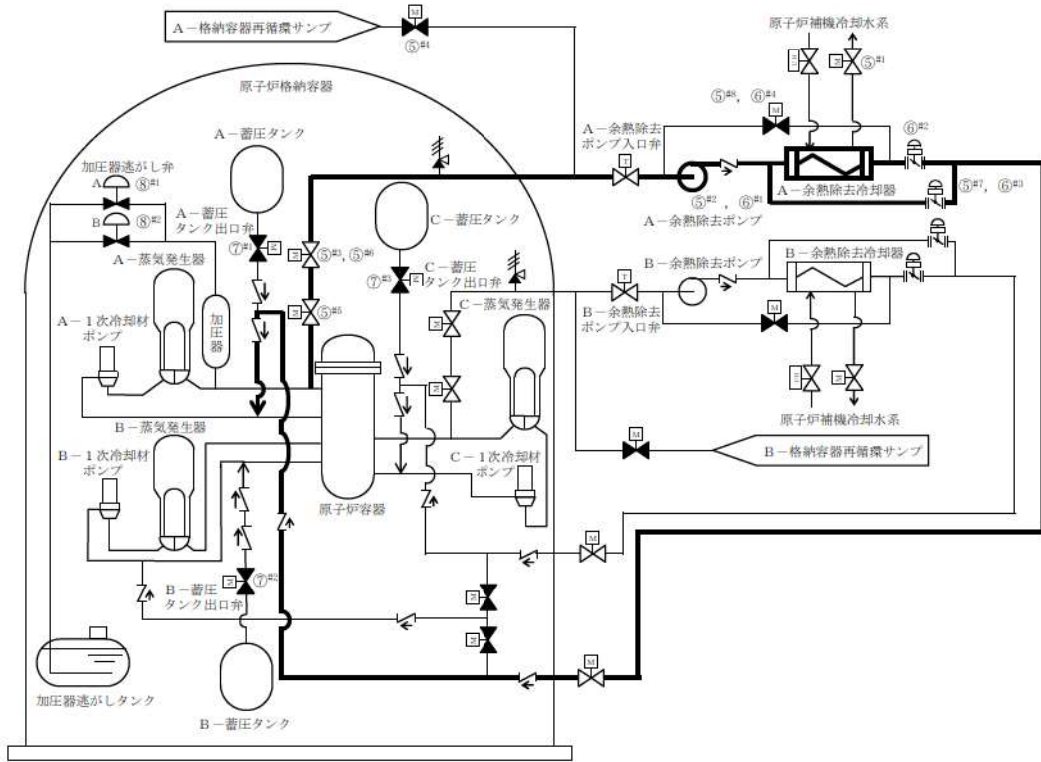 A－格納容器再循環サンプ
M
⑤#4
原子炉補機冷却水系
M
⑤#1
原子炉格納容器
⑤#8，⑥#4
M
⑥#2
A－蓄圧タンク
A－余熱除去
ポンプ入口弁
T
A－余熱除去冷却器
⑤#7，⑥#3
加圧器逃がし弁
A
⑧#1
B
⑧#2
A－蓄圧
タンク出口弁
⑦#1
M
C－蓄圧タンク
⑤#2，⑥#1
A－余熱除去ポンプ
A－蒸気発生器
M
⑤#3，⑤#6
⑦#3
M
C－蓄圧
タンク出口弁
B－余熱除去ポンプ
B－余熱除去冷却器
T
M
⑤#5
C－蒸気発生器
B－余熱除去
ポンプ入口弁
M
A－1次冷却材
ポンプ
加圧器
M
M
M
原子炉補機冷却水系
B－蒸気発生器
B－1次冷却材
ポンプ
C－1次冷却材
ポンプ
M
B－格納容器再循環サンプ
原子炉容器
M
M
⑦#2
B－蓄圧
タンク出口弁
M
M
M
加圧器逃がしタンク
B－蓄圧タンク